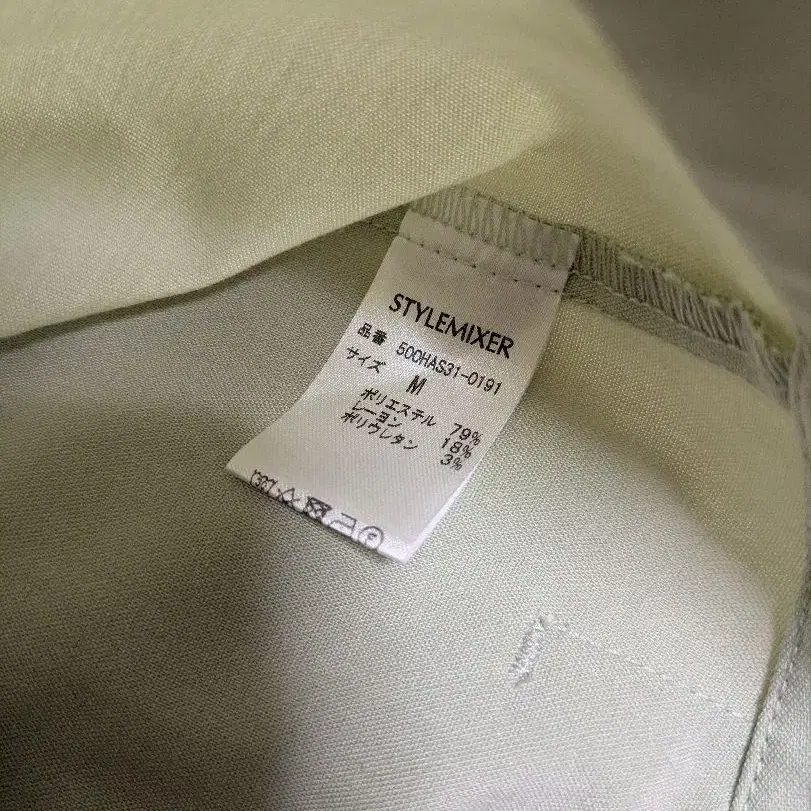 STYLEMIXER
品番 500HAS31-0191
サイズ M
ポリエステル 79%
レーヨン 18%
ポリウレタン 3%